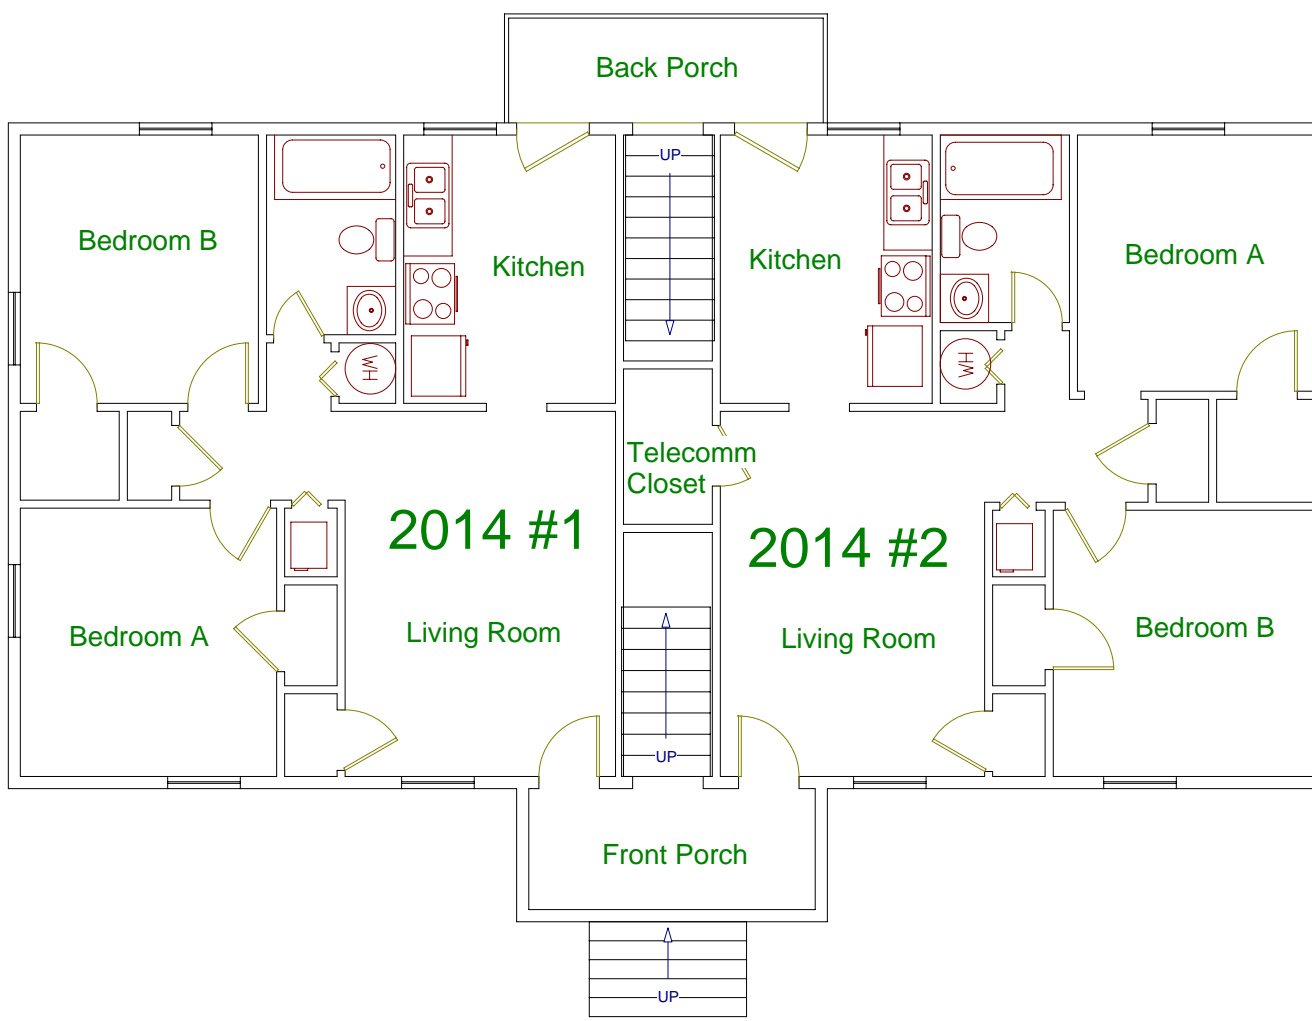 Back Porch
UP
Bedroom B
Kitchen
Kitchen
Bedroom A
WH
WH
Telecomm
Closet
2014 #1
2014 #2
Bedroom A
Living Room
Living Room
Bedroom B
UP
Front Porch
UP